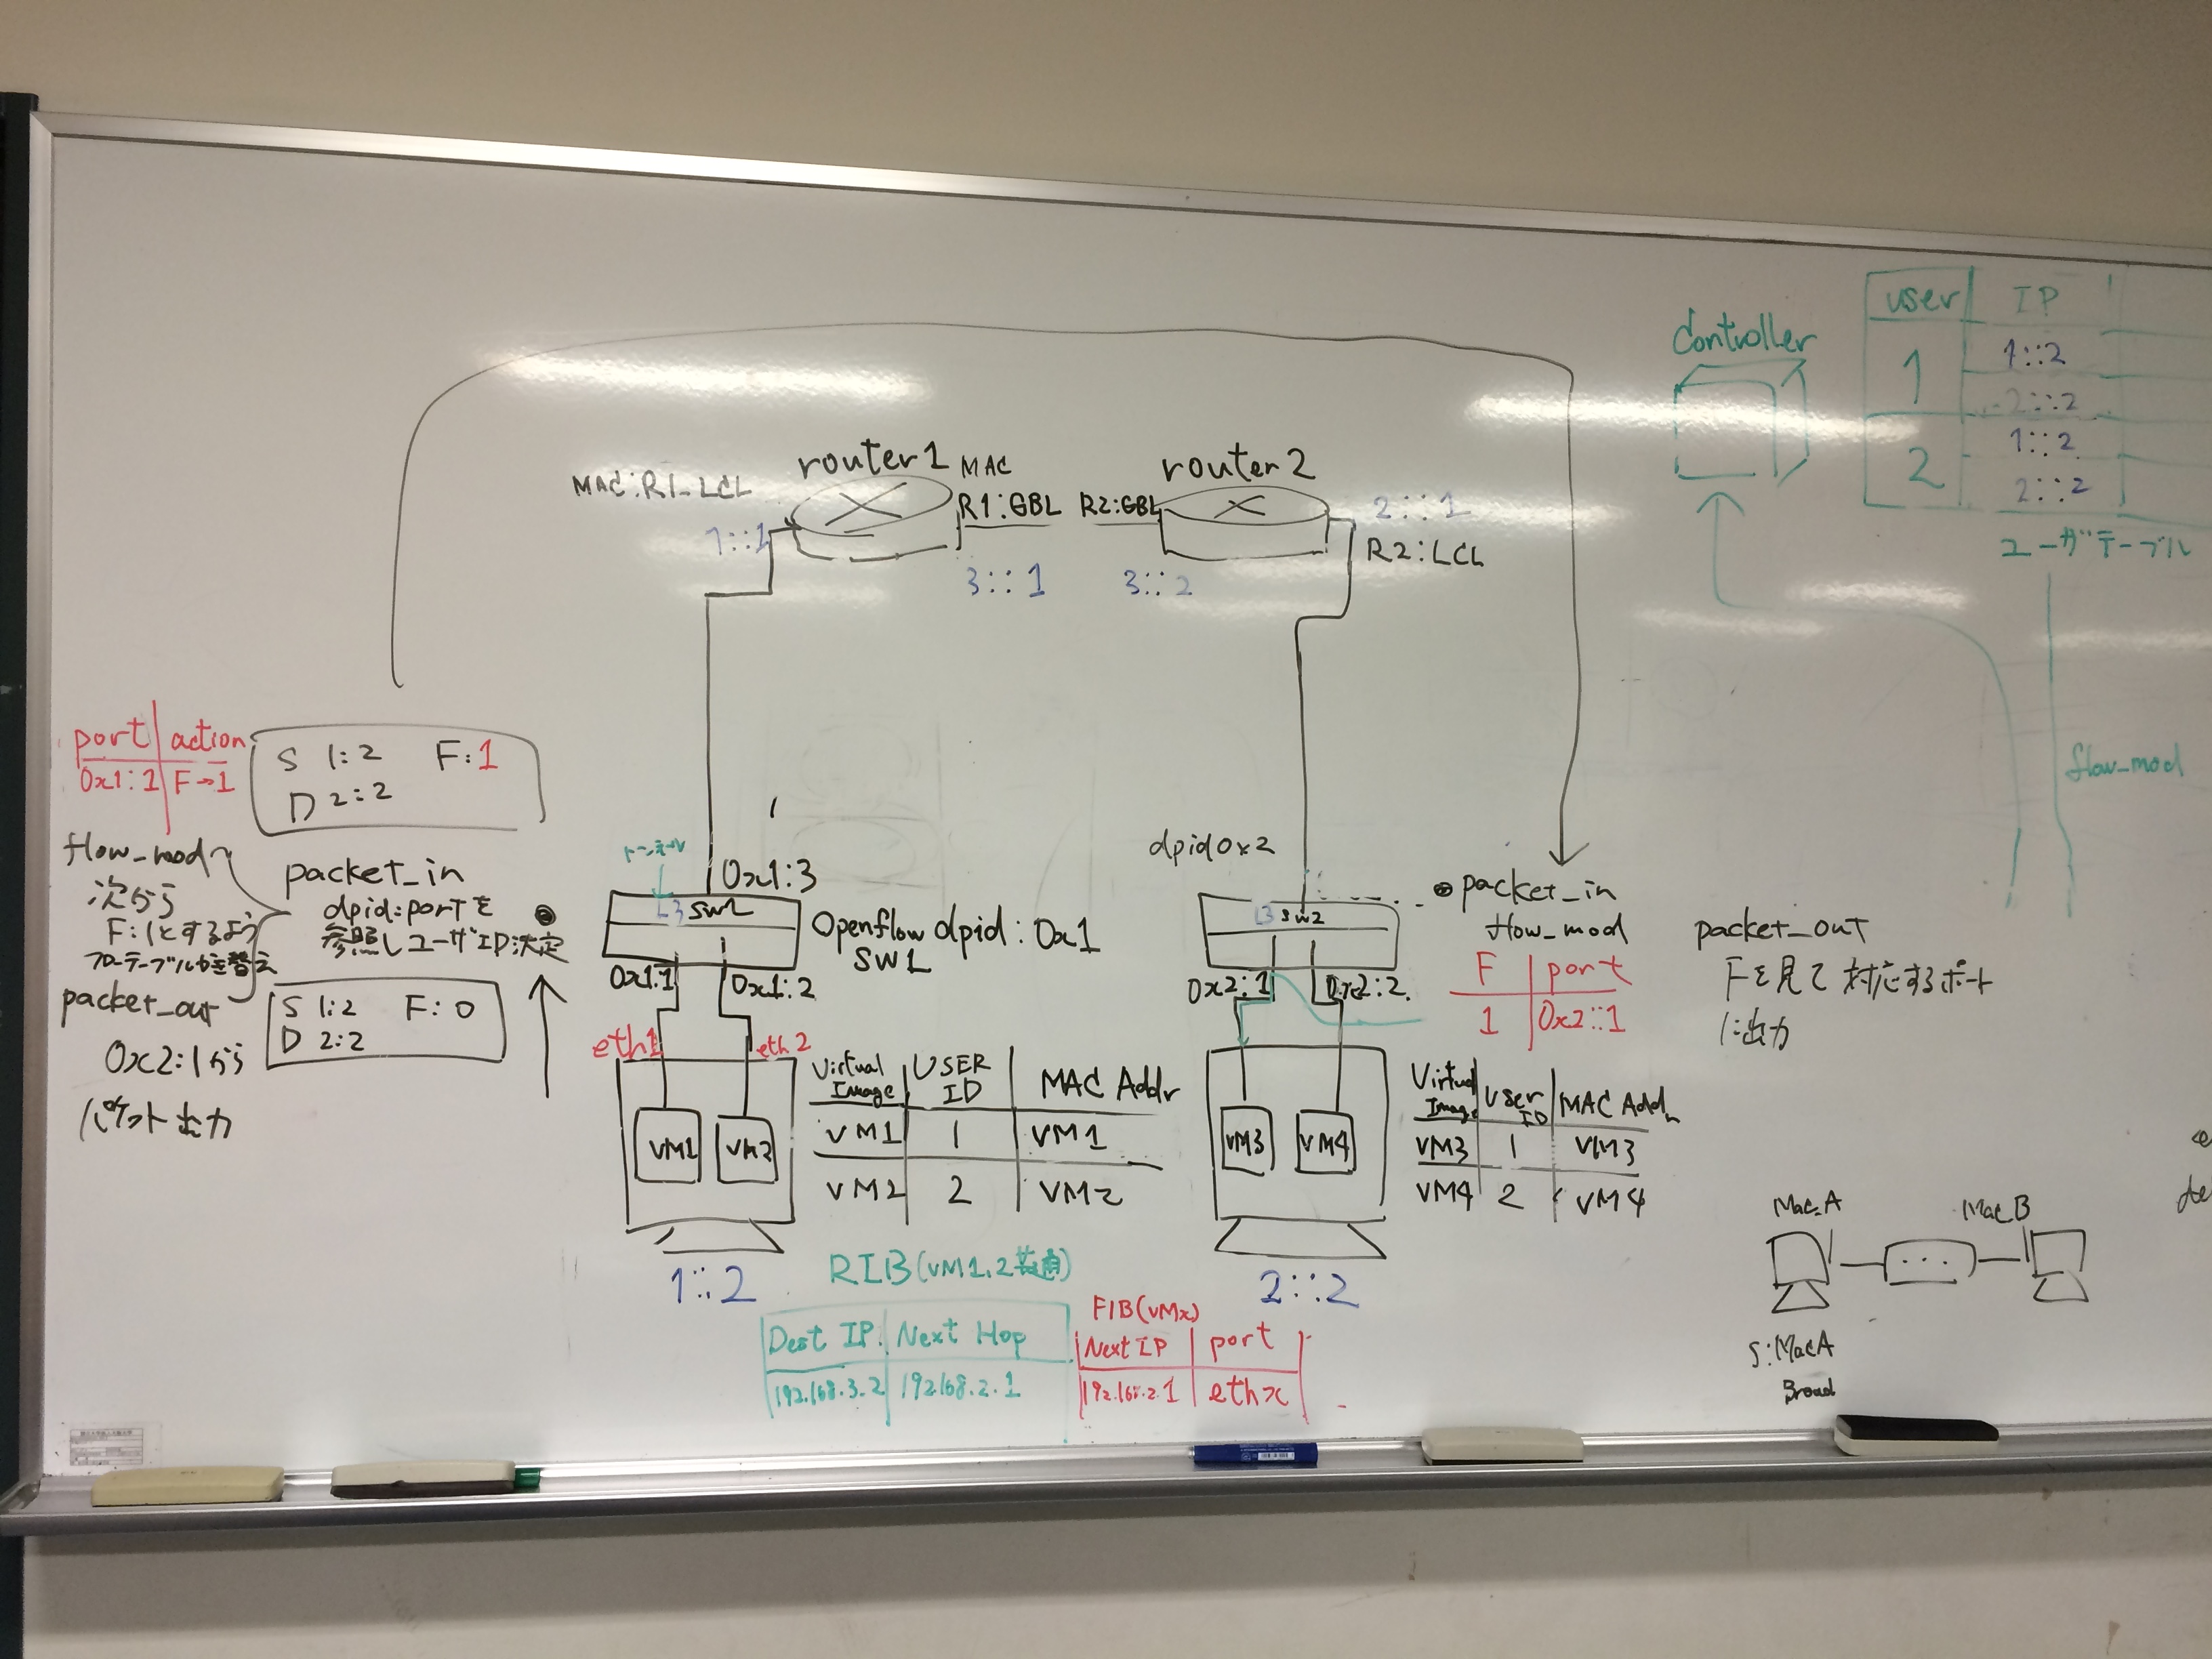 Controller
user IP
1 1::2
2::2
2 1::2
2::2
ユーザテーブル
flow_mod
router1
MAC:R1_LCL
1::1
MAC
R1:GBL
3::1
router2
R2:GBL
3::2
2::1
R2:LCL
port action
0x1:1 F→1
S 1:2 F:1
D 2:2
flow_mod
次から
F:1とするよう
フローテーブルかき替え
packet_out
0x2:1から
パケット出力
packet_in
dpid:portを
参照しユーザID決定
S 1:2 F:0
D 2:2
トンネル
0x1:3
L3 SW1
Openflow dpid:0x1
SW1
0x1:1
0x1:2
eth1
eth2
VM1
VM2
1::2
Virtual Image USER ID MAC Addr
VM1 1 VM1
VM2 2 VM2
dpid0x2
L3 SW2
0x2:1
0x2:2
VM3
VM4
2::2
packet_in
flow_mod
F port
1 0x2::1
packet_out
Fを見て対応するポート
に出力
Virtual Image User ID MAC Addr
VM3 1 VM3
VM4 2 VM4
RIB(VM1,2共通)
Dest IP Next Hop
192.168.3.2 192.168.2.1
FIB(VMx)
Next IP port
192.168.2.1 ethx
Mac.A
Mac B
S:MacA
Broad